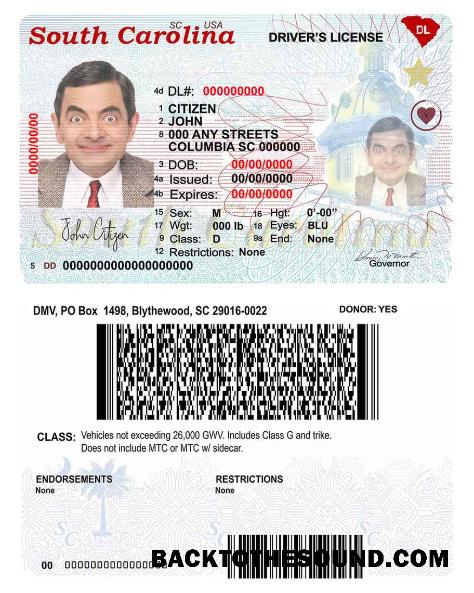 SC USA
South Carolina DRIVER'S LICENSE
DL
4d DL#: 000000000
1 CITIZEN
2 JOHN
8 000 ANY STREETS
COLUMBIA SC 000000
0000/00/00
3 DOB: 00/00/0000
4a Issued: 00/00/0000
4b Expires: 00/00/0000
15 Sex: M 16 Hgt: 0'-00"
17 Wgt: 000 lb 18 Eyes: BLU
9 Class: D 9a End: None
12 Restrictions: None
John Citizen
Governor
5 DD 0000000000000000000
DMV, PO Box 1498, Blythewood, SC 29016-0022 DONOR: YES
CLASS: Vehicles not exceeding 26,000 GWV. Includes Class G and trike.
Does not include MTC or MTC w/ sidecar.
ENDORSEMENTS RESTRICTIONS
None None
SC SC
00
BACKTOTHESOUND.COM